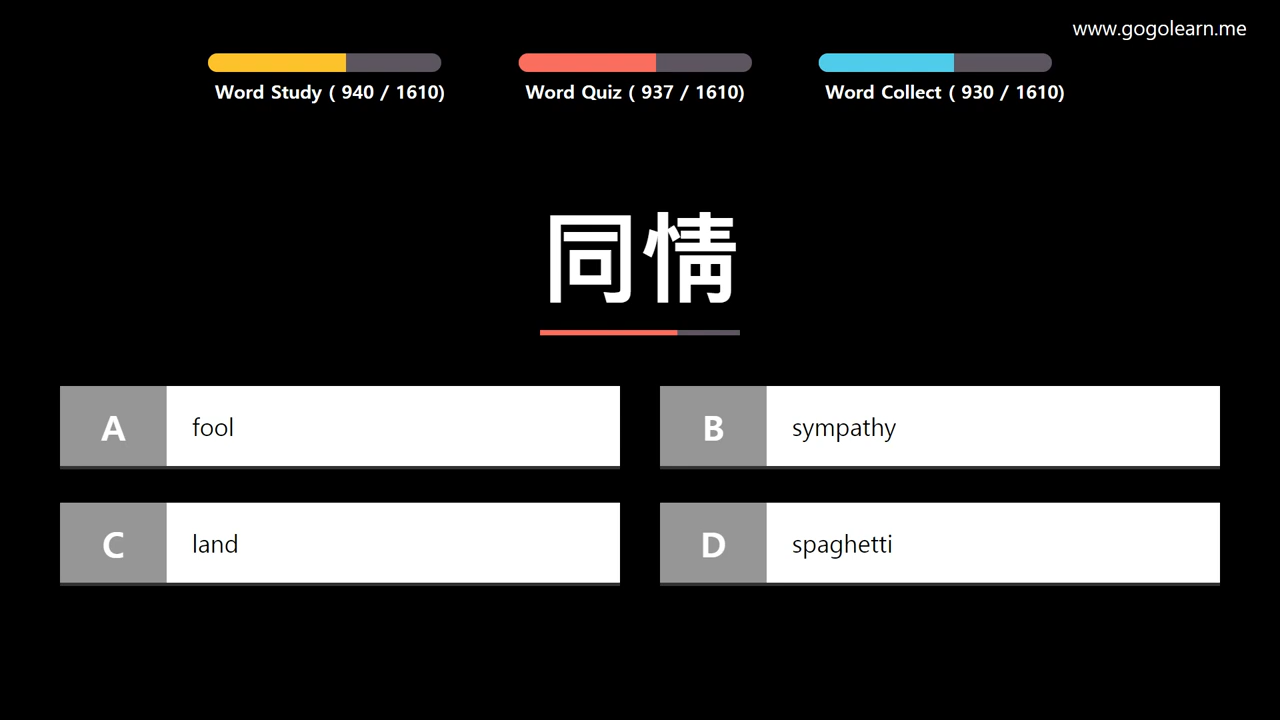 www.gogolearn.me
Word Study ( 940 / 1610)
Word Quiz ( 937 / 1610)
Word Collect ( 930 / 1610)
同情
A fool
B sympathy
C land
D spaghetti